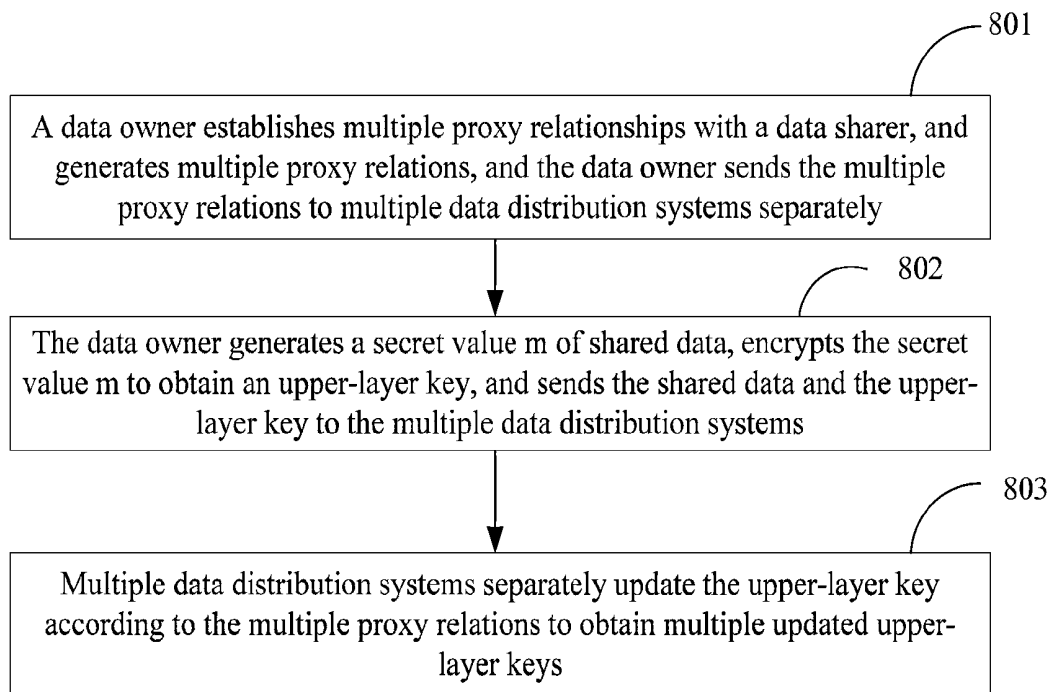 801
A data owner establishes multiple proxy relationships with a data sharer, and
generates multiple proxy relations, and the data owner sends the multiple
proxy relations to multiple data distribution systems separately
802
The data owner generates a secret value m of shared data, encrypts the secret
value m to obtain an upper-layer key, and sends the shared data and the upper-
layer key to the multiple data distribution systems
803
Multiple data distribution systems separately update the upper-layer key
according to the multiple proxy relations to obtain multiple updated upper-
layer keys